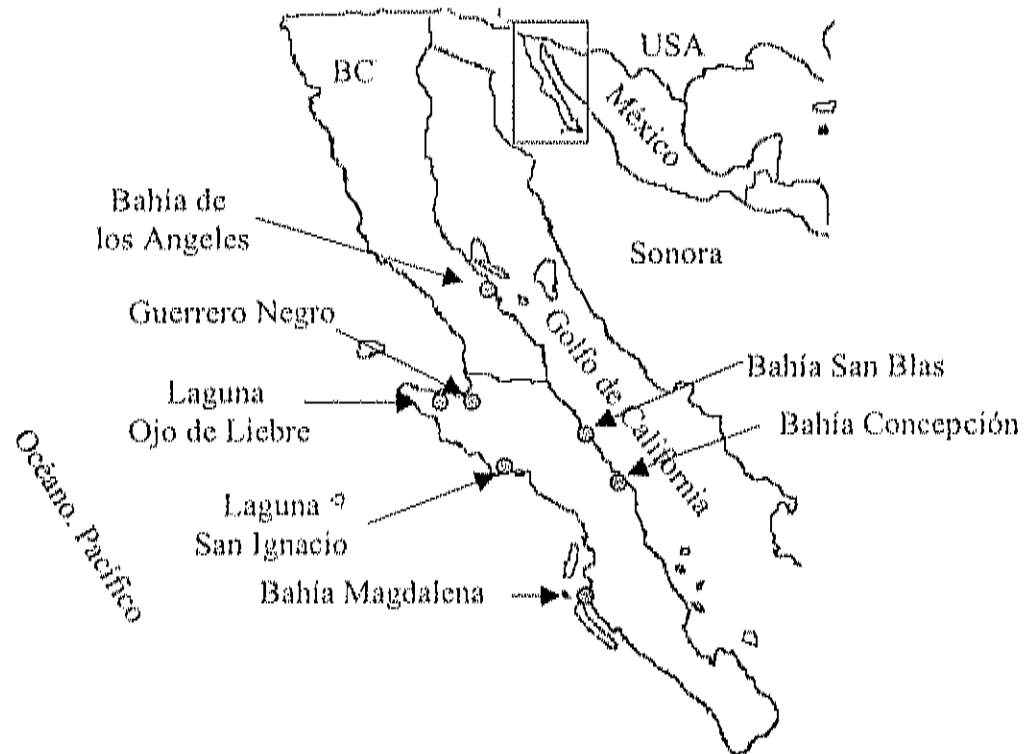 USA
BC
México
Bahía de
los Angeles
Sonora
Guerrero Negro
Golfo de California
Bahía San Blas
Laguna
Ojo de Liebre
Bahía Concepción
Océano. Pacífico
Laguna
San Ignacio
Bahía Magdalena